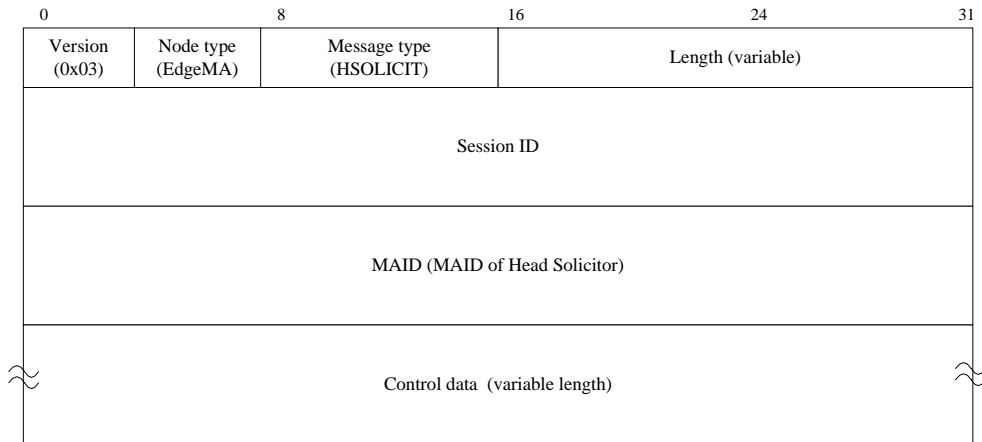 0 8 16 24 31
Version Node type Message type Length (variable)
(0x03) (EdgeMA) (HSOLICIT)
Session ID
MAID (MAID of Head Solicitor)
Control data (variable length)